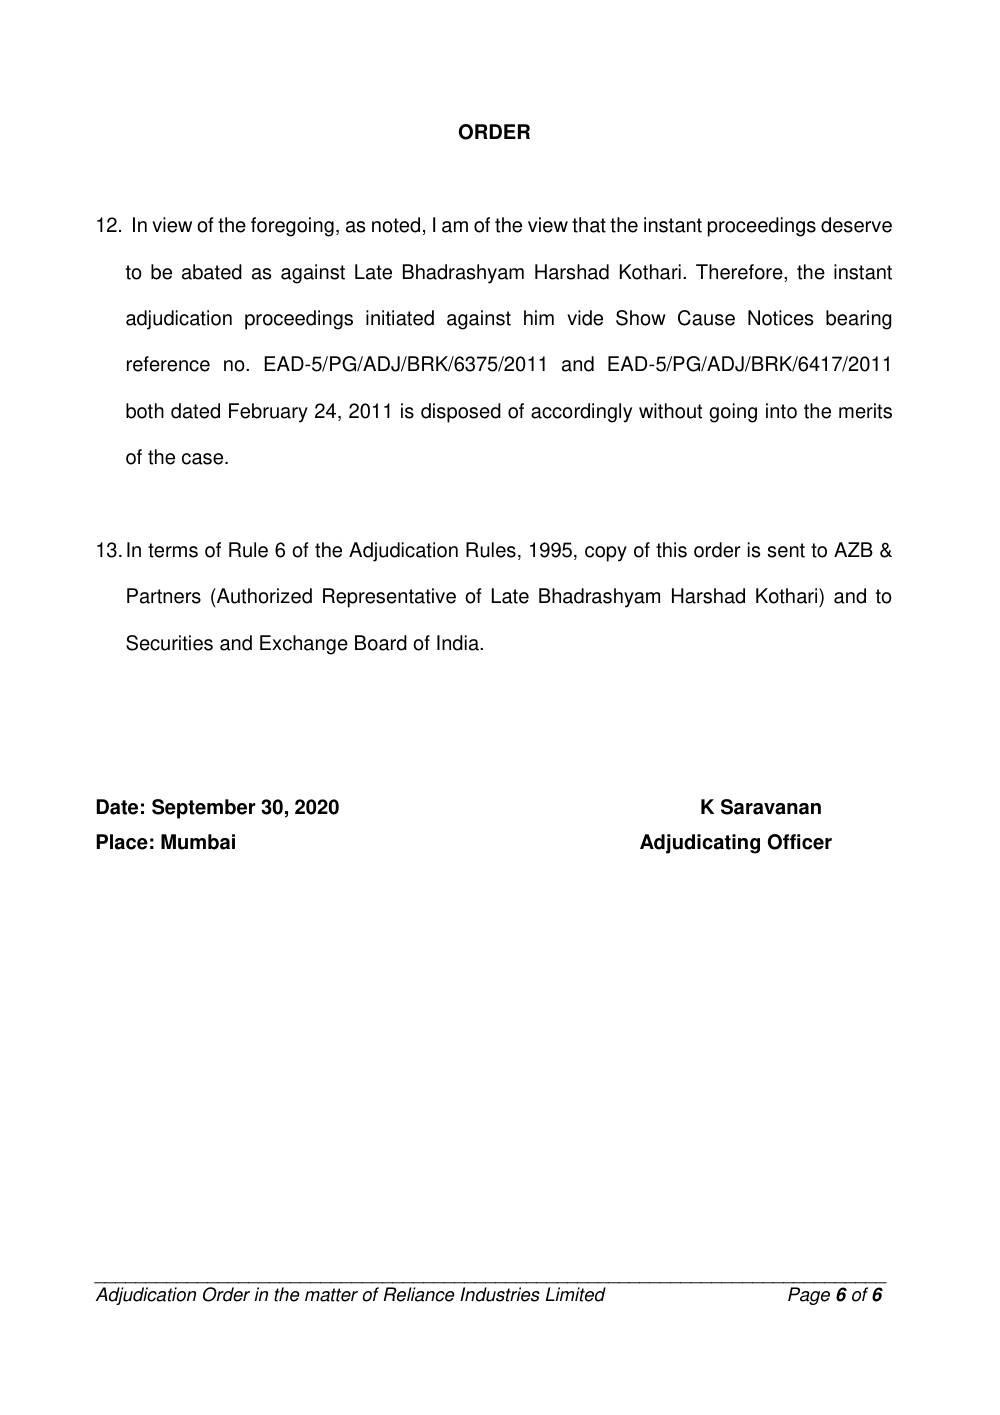 ORDER
12. In view of the foregoing, as noted, I am of the view that the instant proceedings deserve
to be abated as against Late Bhadrashyam Harshad Kothari. Therefore, the instant
adjudication proceedings initiated against him vide Show Cause Notices bearing
reference no. EAD-5/PG/ADJ/BRK/6375/2011 and EAD-5/PG/ADJ/BRK/6417/2011
both dated February 24, 2011 is disposed of accordingly without going into the merits
of the case.
13. In terms of Rule 6 of the Adjudication Rules, 1995, copy of this order is sent to AZB &
Partners (Authorized Representative of Late Bhadrashyam Harshad Kothari) and to
Securities and Exchange Board of India.
Date: September 30, 2020 K Saravanan
Place: Mumbai Adjudicating Officer
Adjudication Order in the matter of Reliance Industries Limited Page 6 of 6